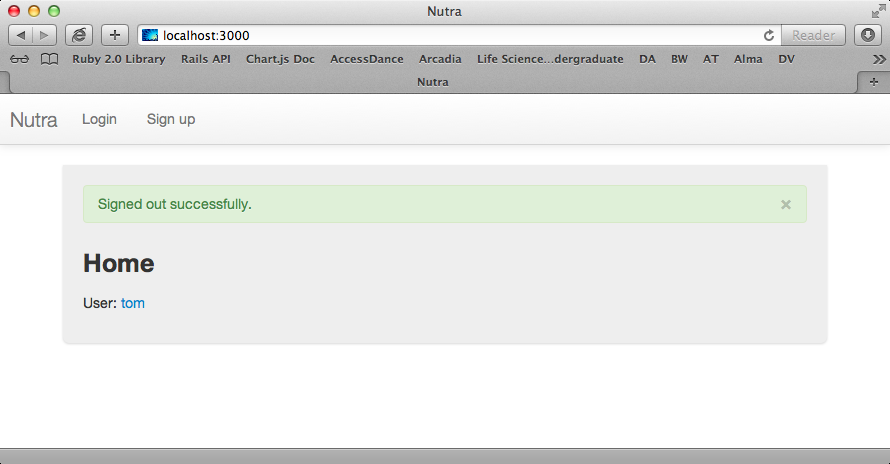 Nutra
localhost:3000
Reader
Ruby 2.0 Library Rails API Chart.js Doc AccessDance Arcadia Life Science...dergraduate DA BW AT Alma DV
Nutra
Nutra Login Sign up
Signed out successfully.
Home
User: tom